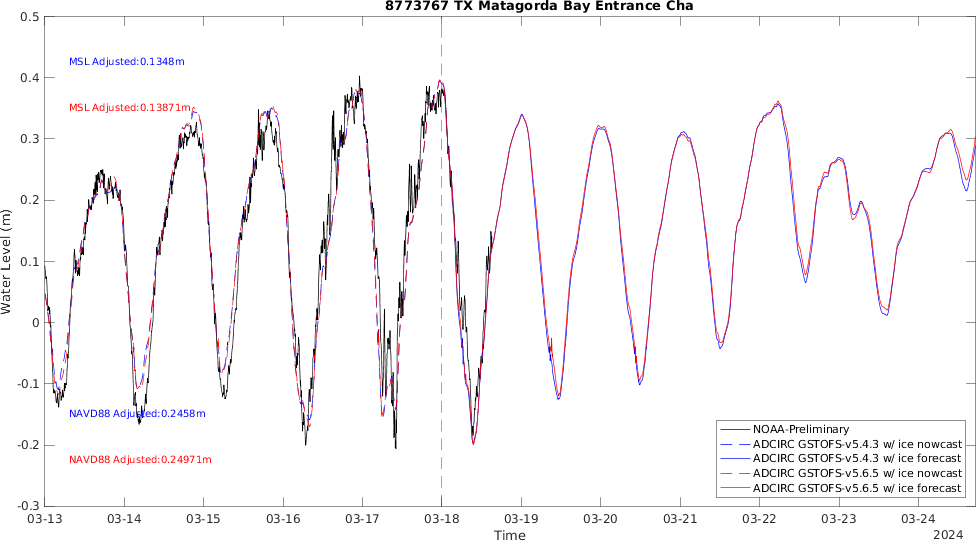 8773767 TX Matagorda Bay Entrance Cha
0.5
0.4
0.3
0.2
0.1
0
-0.1
-0.2
-0.3
Water Level (m)
MSL Adjusted:0.1348m
MSL Adjusted:0.13871m
NAVD88 Adjusted:0.2458m
NAVD88 Adjusted:0.24971m
NOAA-Preliminary
ADCIRC GSTOFS-v5.4.3 w/ ice nowcast
ADCIRC GSTOFS-v5.4.3 w/ ice forecast
ADCIRC GSTOFS-v5.6.5 w/ ice nowcast
ADCIRC GSTOFS-v5.6.5 w/ ice forecast
03-13 03-14 03-15 03-16 03-17 03-18 03-19 03-20 03-21 03-22 03-23 03-24
Time
2024